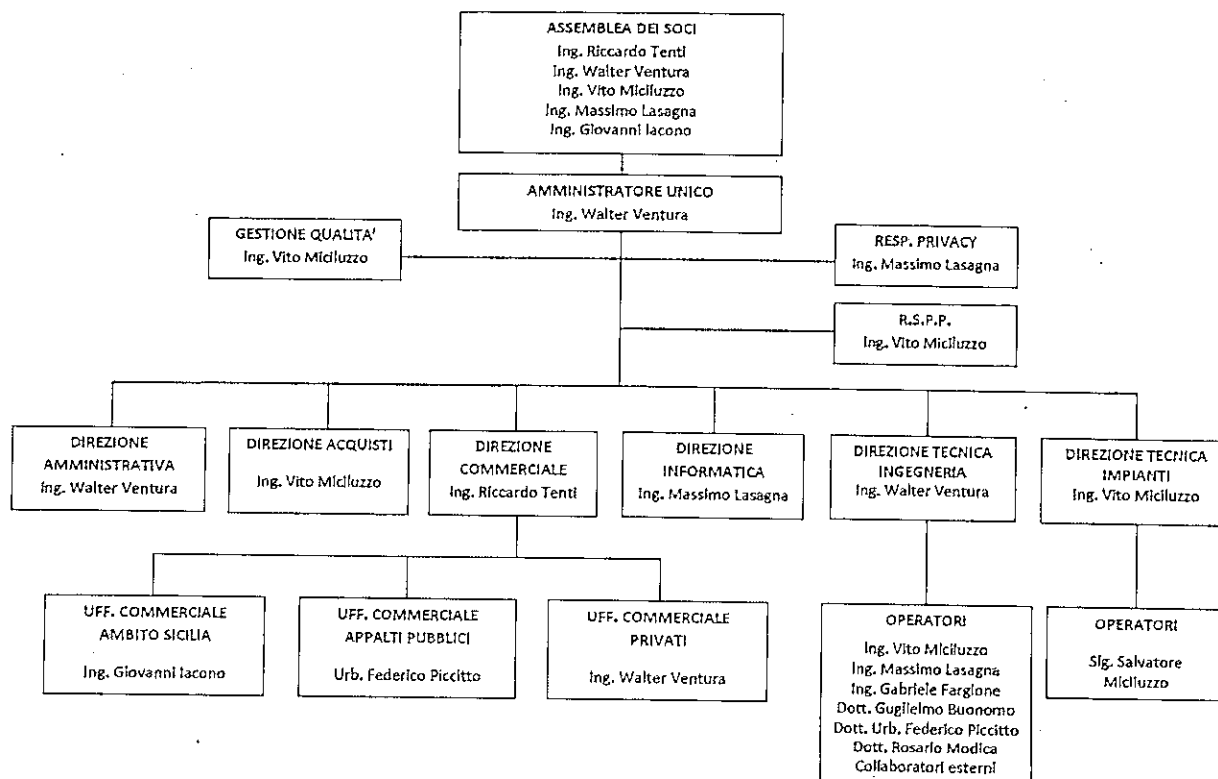 ASSEMBLEA DEI SOCI
Ing. Riccardo Tenti
Ing. Walter Ventura
Ing. Vito Miciluzzo
Ing. Massimo Lasagna
Ing. Giovanni Iacono
AMMINISTRATORE UNICO
Ing. Walter Ventura
GESTIONE QUALITA'
Ing. Vito Miciluzzo
RESP. PRIVACY
Ing. Massimo Lasagna
R.S.P.P.
Ing. Vito Miciluzzo
DIREZIONE
AMMINISTRATIVA
Ing. Walter Ventura
DIREZIONE ACQUISTI
Ing. Vito Miciluzzo
DIREZIONE
COMMERCIALE
Ing. Riccardo Tenti
DIREZIONE
INFORMATICA
Ing. Massimo Lasagna
DIREZIONE TECNICA
INGEGNERIA
Ing. Walter Ventura
DIREZIONE TECNICA
IMPIANTI
Ing. Vito Miciluzzo
UFF. COMMERCIALE
AMBITO SICILIA
Ing. Giovanni Iacono
UFF. COMMERCIALE
APPALTI PUBBLICI
Urb. Federico Piccitto
UFF. COMMERCIALE
PRIVATI
Ing. Walter Ventura
OPERATORI
Ing. Vito Miciluzzo
Ing. Massimo Lasagna
Ing. Gabriele Fargione
Dott. Guglielmo Buonomo
Dott. Urb. Federico Piccitto
Dott. Rosario Modica
Collaboratori esterni
OPERATORI
Sig. Salvatore
Miciluzzo